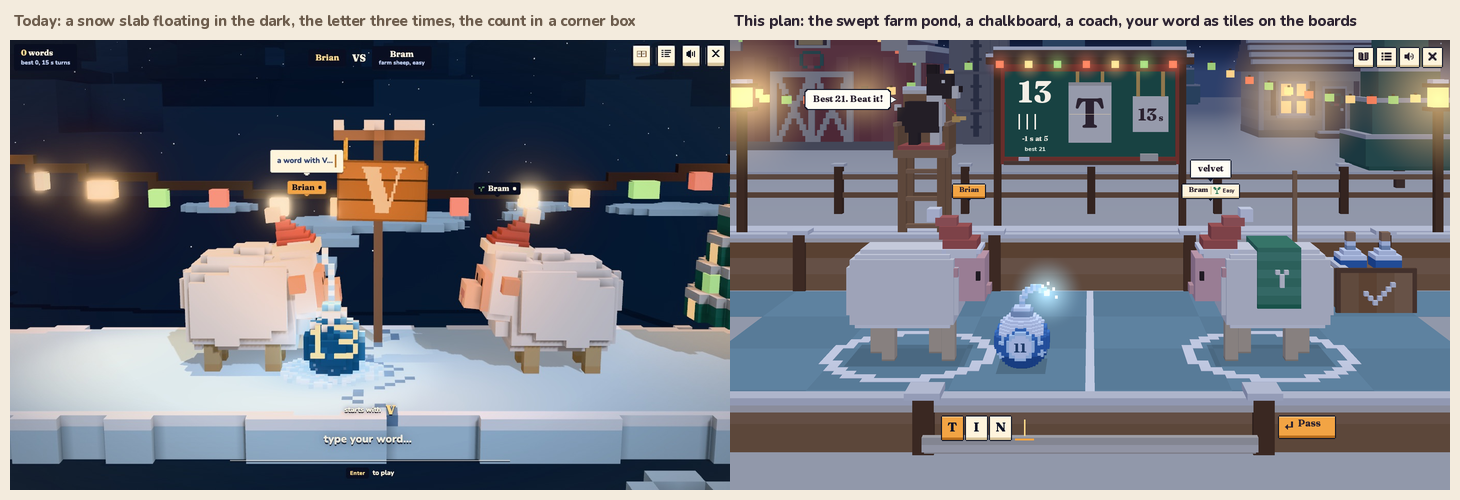 Today: a snow slab floating in the dark, the letter three times, the count in a corner box
0 words
best 0, 15 s turns
Brian VS Bram
farm sheep, easy
a word with V...
Brian
Bram
V
13
starts with V
type your word...
Enter to play
This plan: the swept farm pond, a chalkboard, a coach, your word as tiles on the boards
Best 21. Beat it!
13
T
13 s
-1 s at 5
best 21
velvet
Brian
Bram Easy
11
T I N
Pass